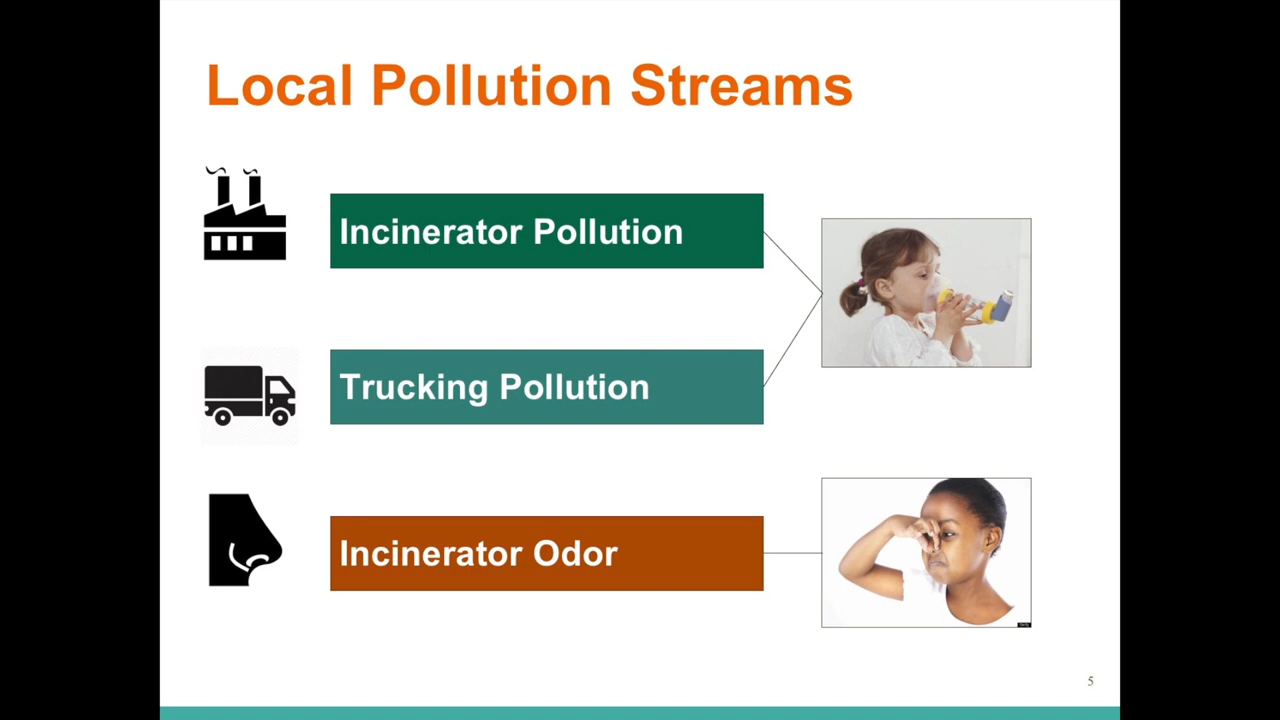 Local Pollution Streams
Incinerator Pollution
Trucking Pollution
Incinerator Odor
5